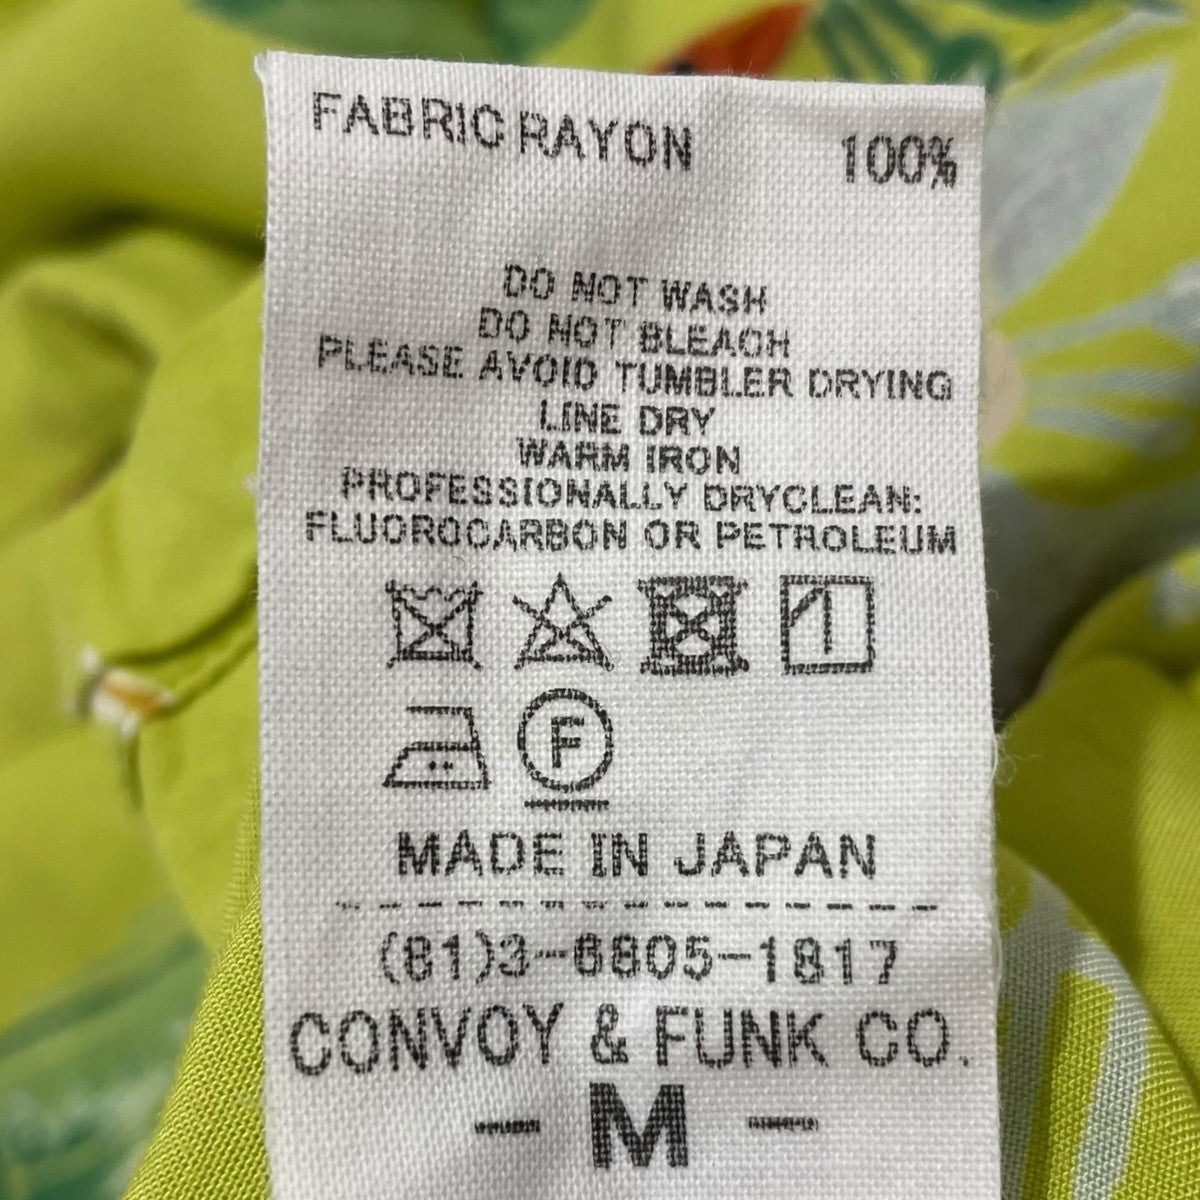 FABRIC RAYON 100%
DO NOT WASH
DO NOT BLEACH
PLEASE AVOID TUMBLER DRYING
LINE DRY
WARM IRON
PROFESSIONALLY DRYCLEAN:
FLUOROCARBON OR PETROLEUM
F
MADE IN JAPAN
(81)3-6805-1817
CONVOY & FUNK CO.
- M -